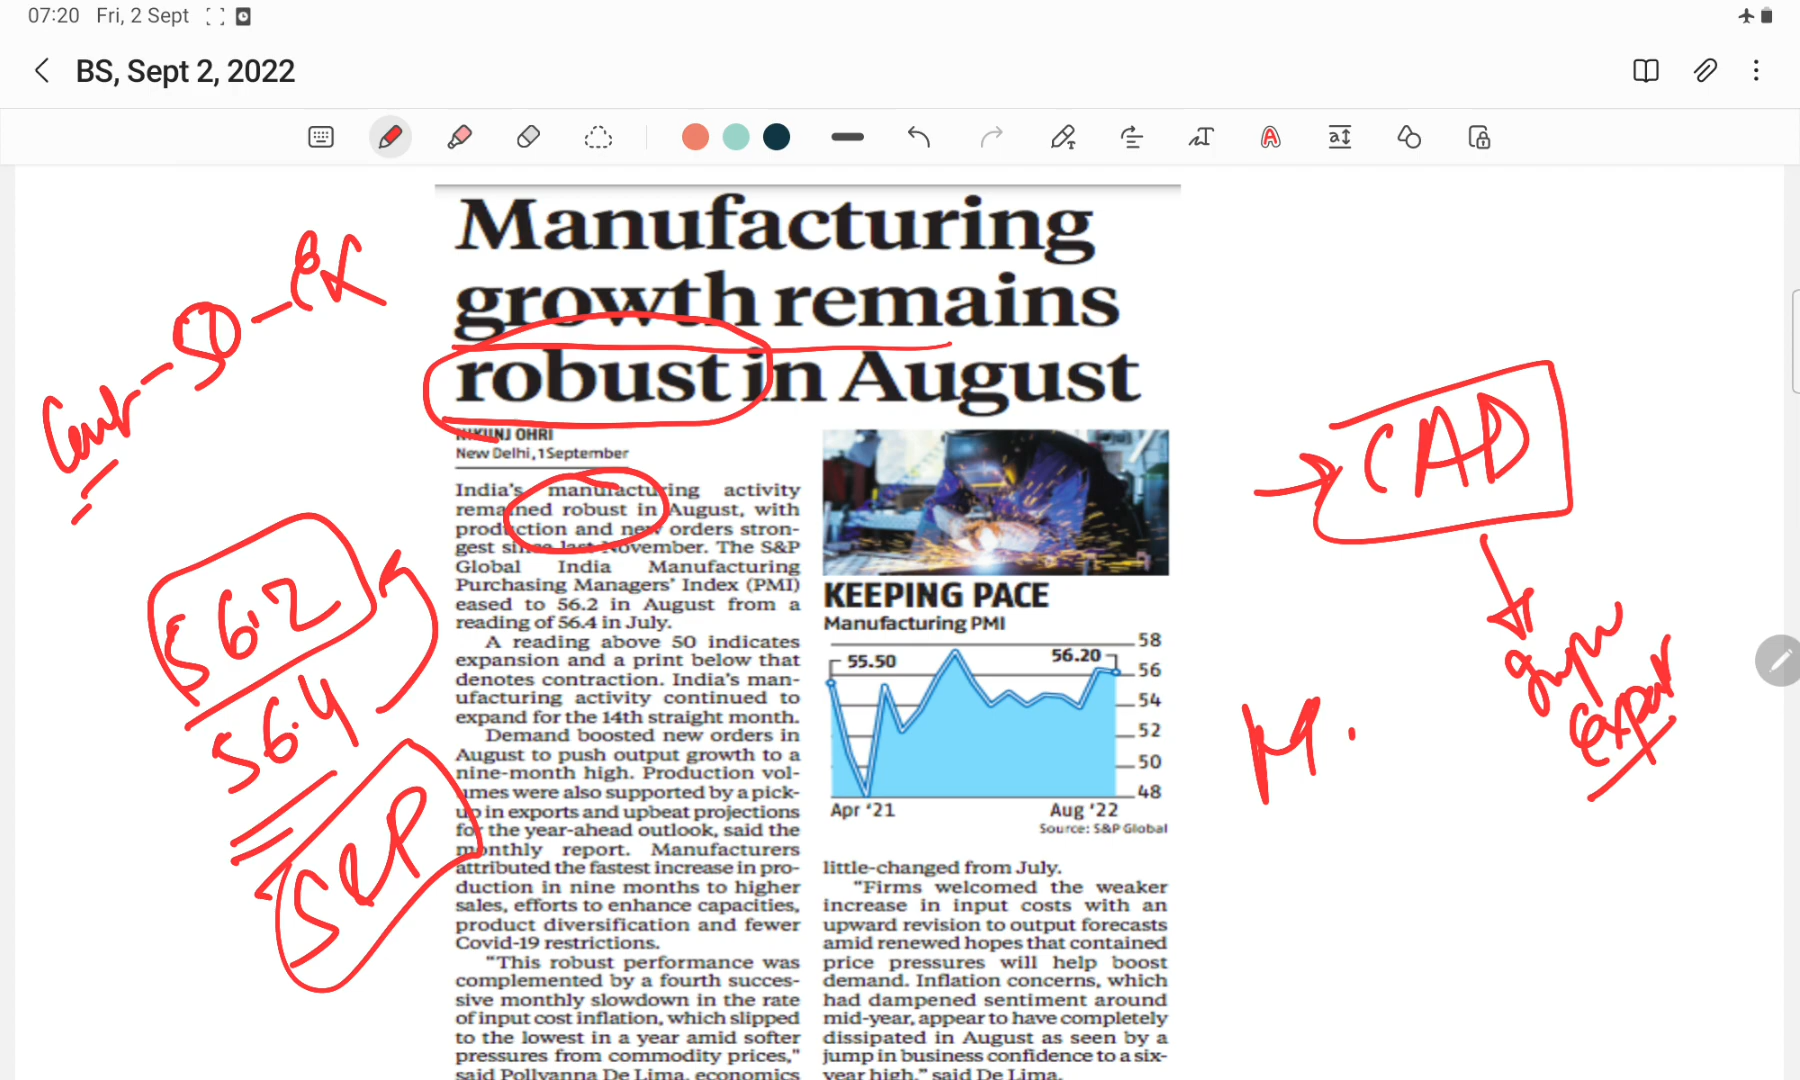 07:20 Fri, 2 Sept
BS, Sept 2, 2022
Manufacturing
growth remains
robust in August
NIKUNJ OHRI
New Delhi, 1 September
India's manufacturing activity
remained robust in August, with
production and new orders stron-
gest since last November. The S&P
Global India Manufacturing
Purchasing Managers' Index (PMI)
eased to 56.2 in August from a
reading of 56.4 in July.
A reading above 50 indicates
expansion and a print below that
denotes contraction. India's man-
ufacturing activity continued to
expand for the 14th straight month.
Demand boosted new orders in
August to push output growth to a
nine-month high. Production vol-
umes were also supported by a pick-
up in exports and upbeat projections
for the year-ahead outlook, said the
monthly report. Manufacturers
attributed the fastest increase in pro-
duction in nine months to higher
sales, efforts to enhance capacities,
product diversification and fewer
Covid-19 restrictions.
"This robust performance was
complemented by a fourth succes-
sive monthly slowdown in the rate
of input cost inflation, which slipped
to the lowest in a year amid softer
pressures from commodity prices,"
said Pollyanna De Lima, economics
KEEPING PACE
Manufacturing PMI
55.50
56.20
58
56
54
52
50
48
Apr '21 Aug '22
Source: S&P Global
little-changed from July.
"Firms welcomed the weaker
increase in input costs with an
upward revision to output forecasts
amid renewed hopes that contained
price pressures will help boost
demand. Inflation concerns, which
had dampened sentiment around
mid-year, appear to have completely
dissipated in August as seen by a
jump in business confidence to a six-
year high," said De Lima.
56.2
56.4
S&P
CAD
M.